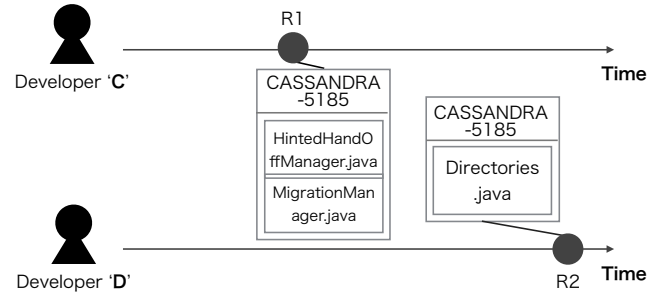 R1
Developer ‘C’
Time
CASSANDRA
-5185
HintedHandO
ffManager.java
MigrationMan
ager.java
CASSANDRA
-5185
Directories
.java
Developer ‘D’
R2
Time